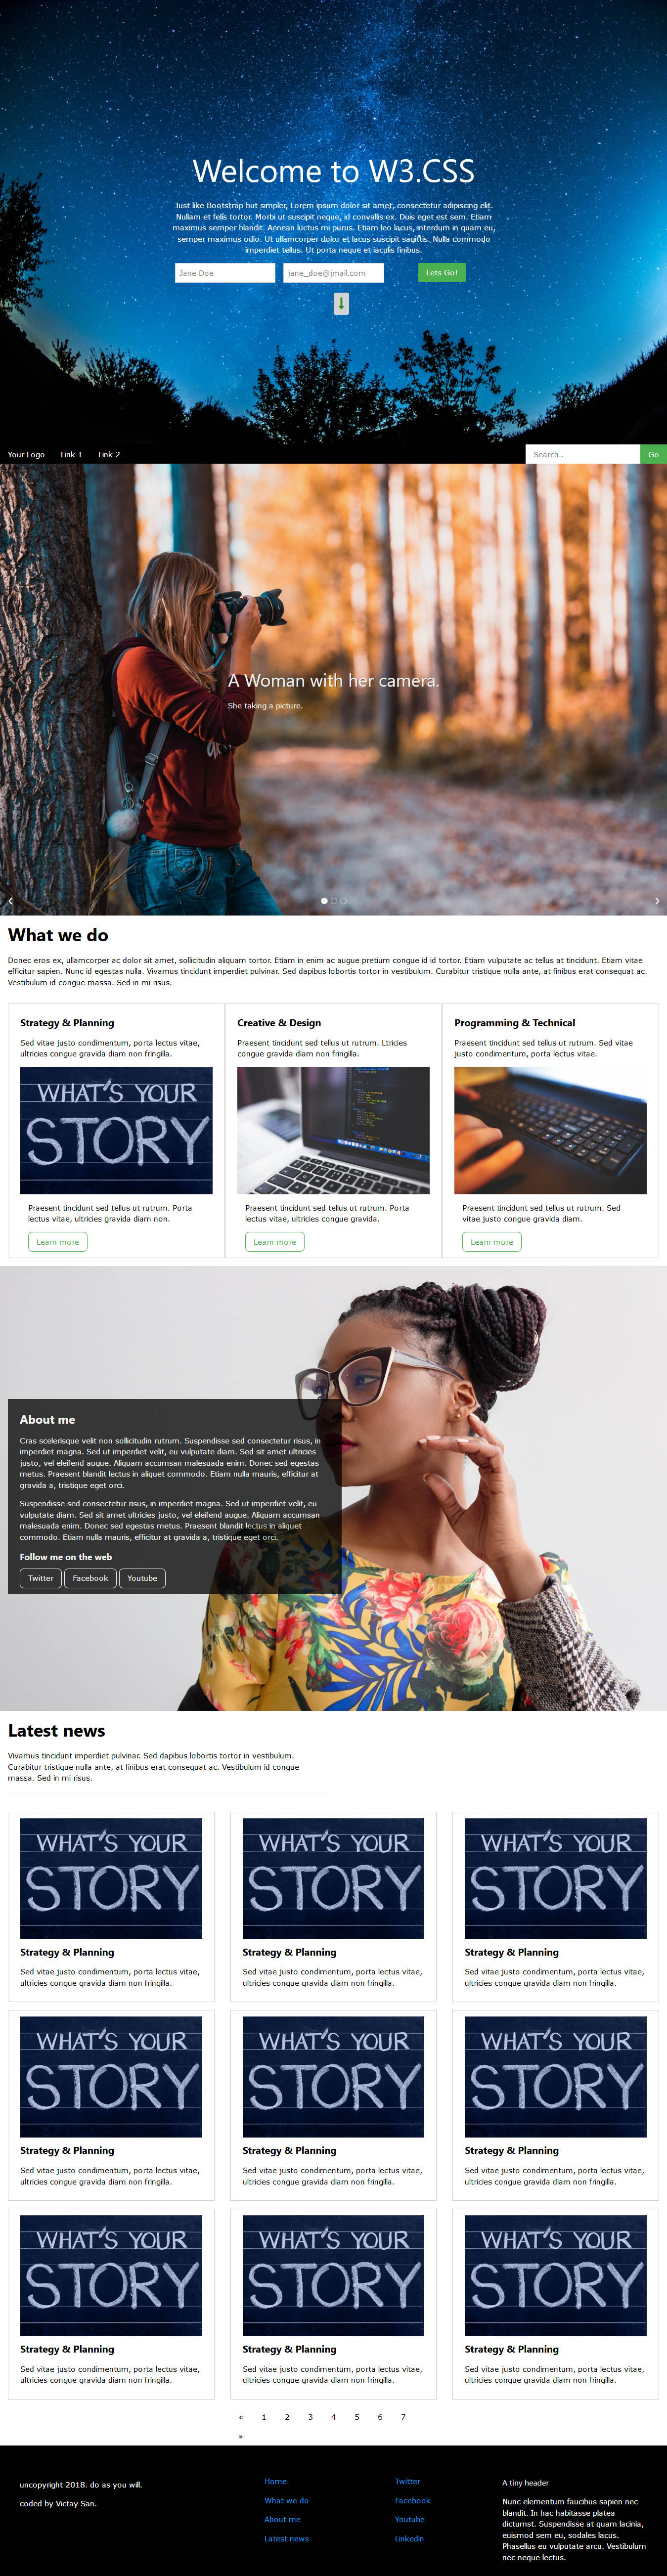 Welcome to W3.CSS
Just like Bootstrap but simpler, Lorem ipsum dolor sit amet, consectetur adipiscing elit.
Nullam et felis tortor. Morbi ut suscipit neque, id convallis ex. Duis eget est sem. Etiam
maximus semper blandit. Aenean luctus mi purus. Etiam leo lacus, interdum in quam eu,
semper maximus odio. Ut ullamcorper dolor et lacus suscipit sagittis. Nulla commodo
imperdiet tellus. Ut porta neque et iaculis finibus.
Jane Doe
jane_doe@jmail.com
Lets Go!
Your Logo
Link 1
Link 2
Search..
Go
A Woman with her camera.
She taking a picture.
❮
❯
What we do
Donec eros ex, ullamcorper ac dolor sit amet, sollicitudin aliquam tortor. Etiam in enim ac augue pretium congue id id tortor. Etiam vulputate ac tellus at tincidunt. Etiam vitae
efficitur sapien. Nunc id egestas nulla. Vivamus tincidunt imperdiet pulvinar. Sed dapibus lobortis tortor in vestibulum. Curabitur tristique nulla ante, at finibus erat consequat ac.
Vestibulum id congue massa. Sed in mi risus.
Strategy & Planning
Sed vitae justo condimentum, porta lectus vitae,
ultricies congue gravida diam non fringilla.
WHAT'S YOUR
STORY
Praesent tincidunt sed tellus ut rutrum. Porta
lectus vitae, ultricies gravida diam non.
Learn more
Creative & Design
Praesent tincidunt sed tellus ut rutrum. Ltricies
congue gravida diam non fringilla.
Praesent tincidunt sed tellus ut rutrum. Porta
lectus vitae, ultricies congue gravida.
Learn more
Programming & Technical
Praesent tincidunt sed tellus ut rutrum. Sed vitae
justo condimentum, porta lectus vitae.
Praesent tincidunt sed tellus ut rutrum. Sed
vitae justo congue gravida diam.
Learn more
About me
Cras scelerisque velit non sollicitudin rutrum. Suspendisse sed consectetur risus, in
imperdiet magna. Sed ut imperdiet velit, eu vulputate diam. Sed sit amet ultricies
justo, vel eleifend augue. Aliquam accumsan malesuada enim. Donec sed egestas
metus. Praesent blandit lectus in aliquet commodo. Etiam nulla mauris, efficitur at
gravida a, tristique eget orci.
Suspendisse sed consectetur risus, in imperdiet magna. Sed ut imperdiet velit, eu
vulputate diam. Sed sit amet ultricies justo, vel eleifend augue. Aliquam accumsan
malesuada enim. Donec sed egestas metus. Praesent blandit lectus in aliquet
commodo. Etiam nulla mauris, efficitur at gravida a, tristique eget orci.
Follow me on the web
Twitter
Facebook
Youtube
Latest news
Vivamus tincidunt imperdiet pulvinar. Sed dapibus lobortis tortor in vestibulum.
Curabitur tristique nulla ante, at finibus erat consequat ac. Vestibulum id congue
massa. Sed in mi risus.
WHAT'S YOUR
STORY
Strategy & Planning
Sed vitae justo condimentum, porta lectus vitae,
ultricies congue gravida diam non fringilla.
WHAT'S YOUR
STORY
Strategy & Planning
Sed vitae justo condimentum, porta lectus vitae,
ultricies congue gravida diam non fringilla.
WHAT'S YOUR
STORY
Strategy & Planning
Sed vitae justo condimentum, porta lectus vitae,
ultricies congue gravida diam non fringilla.
WHAT'S YOUR
STORY
Strategy & Planning
Sed vitae justo condimentum, porta lectus vitae,
ultricies congue gravida diam non fringilla.
WHAT'S YOUR
STORY
Strategy & Planning
Sed vitae justo condimentum, porta lectus vitae,
ultricies congue gravida diam non fringilla.
WHAT'S YOUR
STORY
Strategy & Planning
Sed vitae justo condimentum, porta lectus vitae,
ultricies congue gravida diam non fringilla.
WHAT'S YOUR
STORY
Strategy & Planning
Sed vitae justo condimentum, porta lectus vitae,
ultricies congue gravida diam non fringilla.
WHAT'S YOUR
STORY
Strategy & Planning
Sed vitae justo condimentum, porta lectus vitae,
ultricies congue gravida diam non fringilla.
WHAT'S YOUR
STORY
Strategy & Planning
Sed vitae justo condimentum, porta lectus vitae,
ultricies congue gravida diam non fringilla.
« 1 2 3 4 5 6 7
»
uncopyright 2018. do as you will.
coded by Victay San.
Home
What we do
About me
Latest news
Twitter
Facebook
Youtube
Linkedin
A tiny header
Nunc elementum faucibus sapien nec
blandit. In hac habitasse platea
dictumst. Suspendisse at quam lacinia,
euismod sem eu, sodales lacus.
Phasellus eu vulputate arcu. Vestibulum
nec neque lectus.